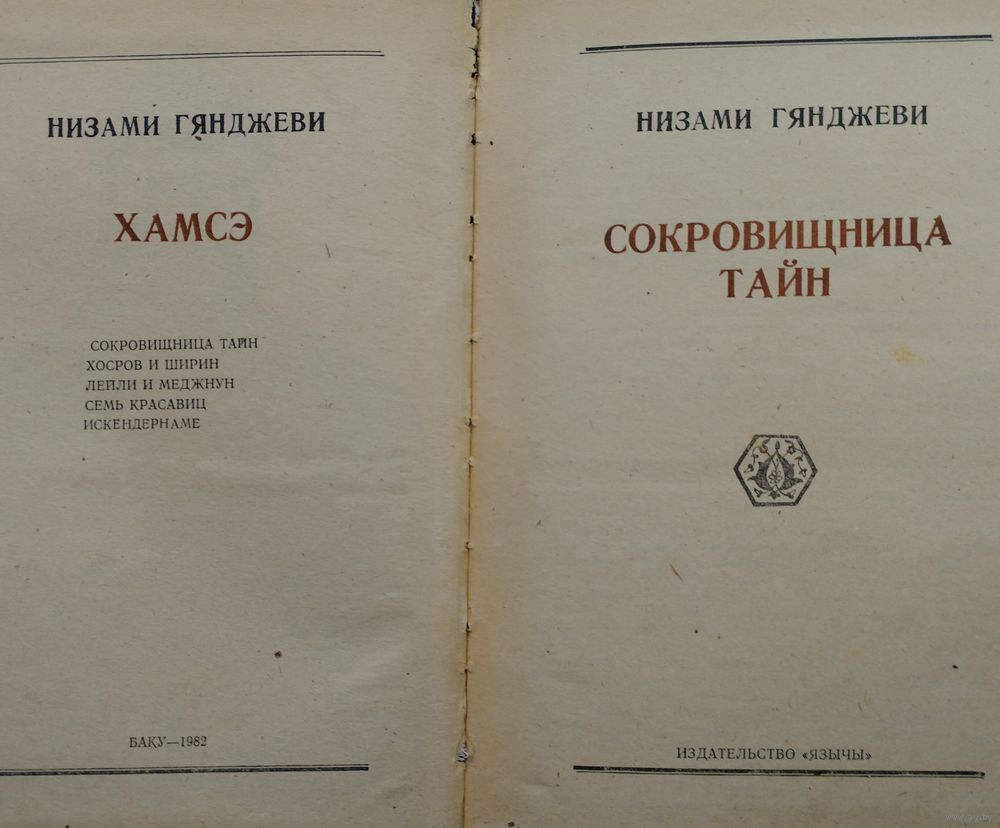 НИЗАМИ ГЯНДЖЕВИ
ХАМСЭ
СОКРОВИЩНИЦА ТАЙН
ХОСРОВ И ШИРИН
ЛЕЙЛИ И МЕДЖНУН
СЕМЬ КРАСАВИЦ
ИСКЕНДЕРНАМЕ
БАКУ—1982
НИЗАМИ ГЯНДЖЕВИ
СОКРОВИЩНИЦА
ТАЙН
ИЗДАТЕЛЬСТВО «ЯЗЫЧЫ»